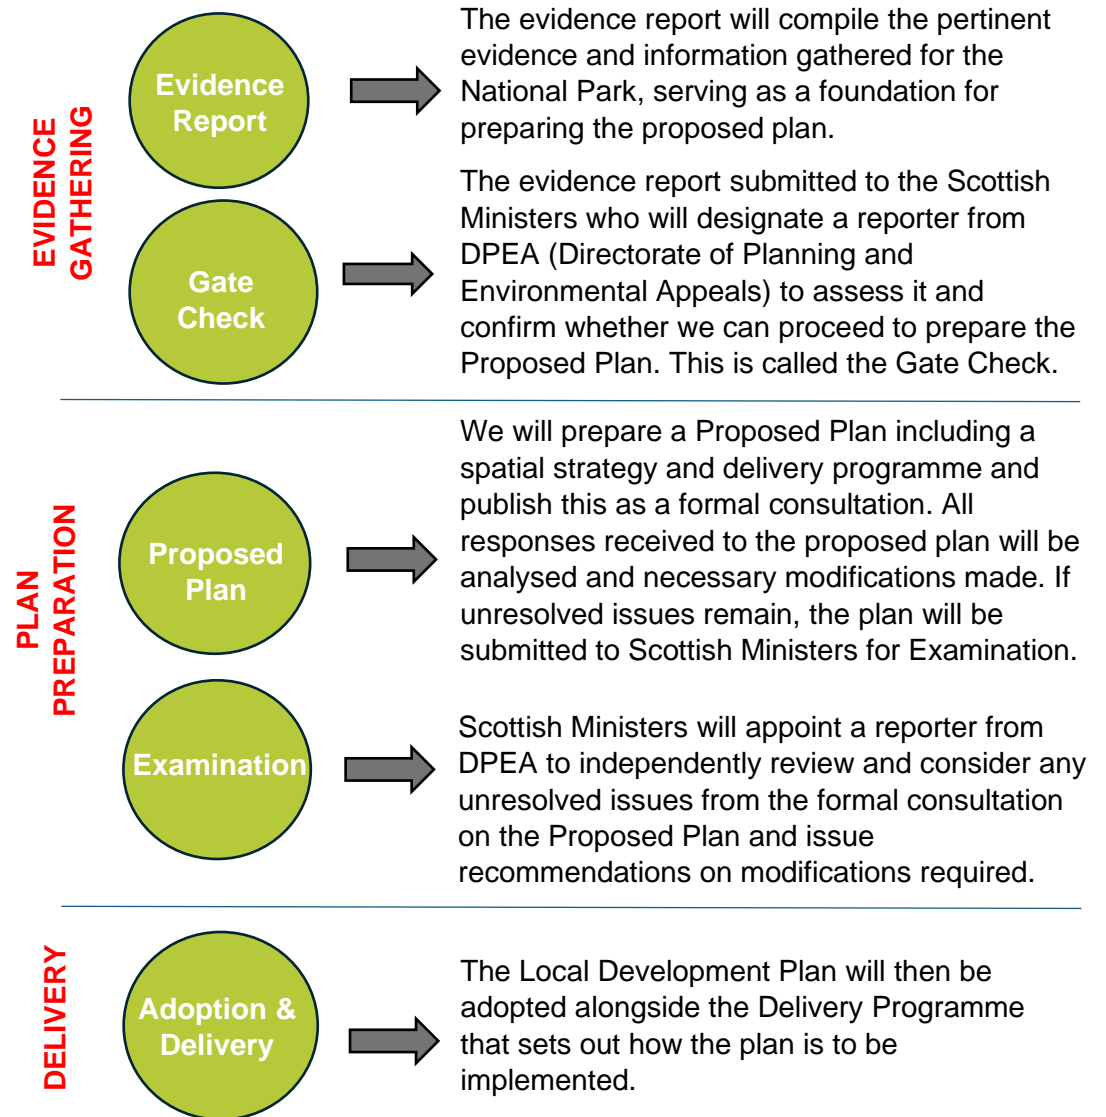 EVIDENCE
GATHERING
Evidence
Report
The evidence report will compile the pertinent
evidence and information gathered for the
National Park, serving as a foundation for
preparing the proposed plan.
Gate
Check
The evidence report submitted to the Scottish
Ministers who will designate a reporter from
DPEA (Directorate of Planning and
Environmental Appeals) to assess it and
confirm whether we can proceed to prepare the
Proposed Plan. This is called the Gate Check.
PLAN
PREPARATION
Proposed
Plan
We will prepare a Proposed Plan including a
spatial strategy and delivery programme and
publish this as a formal consultation. All
responses received to the proposed plan will be
analysed and necessary modifications made. If
unresolved issues remain, the plan will be
submitted to Scottish Ministers for Examination.
Examination
Scottish Ministers will appoint a reporter from
DPEA to independently review and consider any
unresolved issues from the formal consultation
on the Proposed Plan and issue
recommendations on modifications required.
DELIVERY
Adoption &
Delivery
The Local Development Plan will then be
adopted alongside the Delivery Programme
that sets out how the plan is to be
implemented.